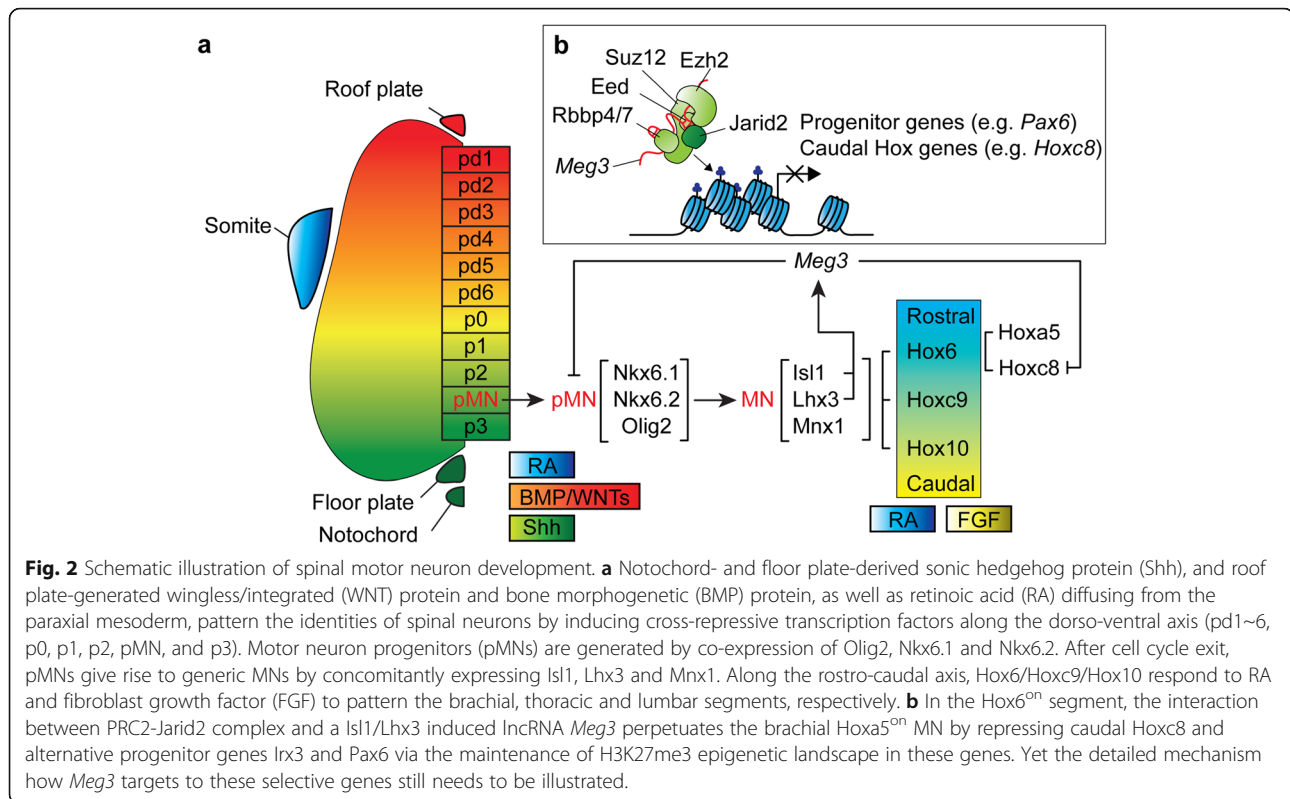 a
Roof plate
Somite
pd1
pd2
pd3
pd4
pd5
pd6
p0
p1
p2
pMN
p3
Floor plate
Notochord
RA
BMP/WNTs
Shh
b
Suz12
Ezh2
Eed
Rbbp4/7
Jarid2
Meg3
Progenitor genes (e.g. Pax6)
Caudal Hox genes (e.g. Hoxc8)
Meg3
pMN
Nkx6.1
Nkx6.2
Olig2
MN
Isl1
Lhx3
Mnx1
Rostral
Hox6
Hoxc9
Hox10
Caudal
Hoxa5
Hoxc8
RA
FGF
Fig. 2 Schematic illustration of spinal motor neuron development. a Notochord- and floor plate-derived sonic hedgehog protein (Shh), and roof
plate-generated wingless/integrated (WNT) protein and bone morphogenetic (BMP) protein, as well as retinoic acid (RA) diffusing from the
paraxial mesoderm, pattern the identities of spinal neurons by inducing cross-repressive transcription factors along the dorso-ventral axis (pd1~6,
p0, p1, p2, pMN, and p3). Motor neuron progenitors (pMNs) are generated by co-expression of Olig2, Nkx6.1 and Nkx6.2. After cell cycle exit,
pMNs give rise to generic MNs by concomitantly expressing Isl1, Lhx3 and Mnx1. Along the rostro-caudal axis, Hox6/Hoxc9/Hox10 respond to RA
and fibroblast growth factor (FGF) to pattern the brachial, thoracic and lumbar segments, respectively. b In the Hox6on segment, the interaction
between PRC2-Jarid2 complex and a Isl1/Lhx3 induced lncRNA Meg3 perpetuates the brachial Hoxa5on MN by repressing caudal Hoxc8 and
alternative progenitor genes Irx3 and Pax6 via the maintenance of H3K27me3 epigenetic landscape in these genes. Yet the detailed mechanism
how Meg3 targets to these selective genes still needs to be illustrated.